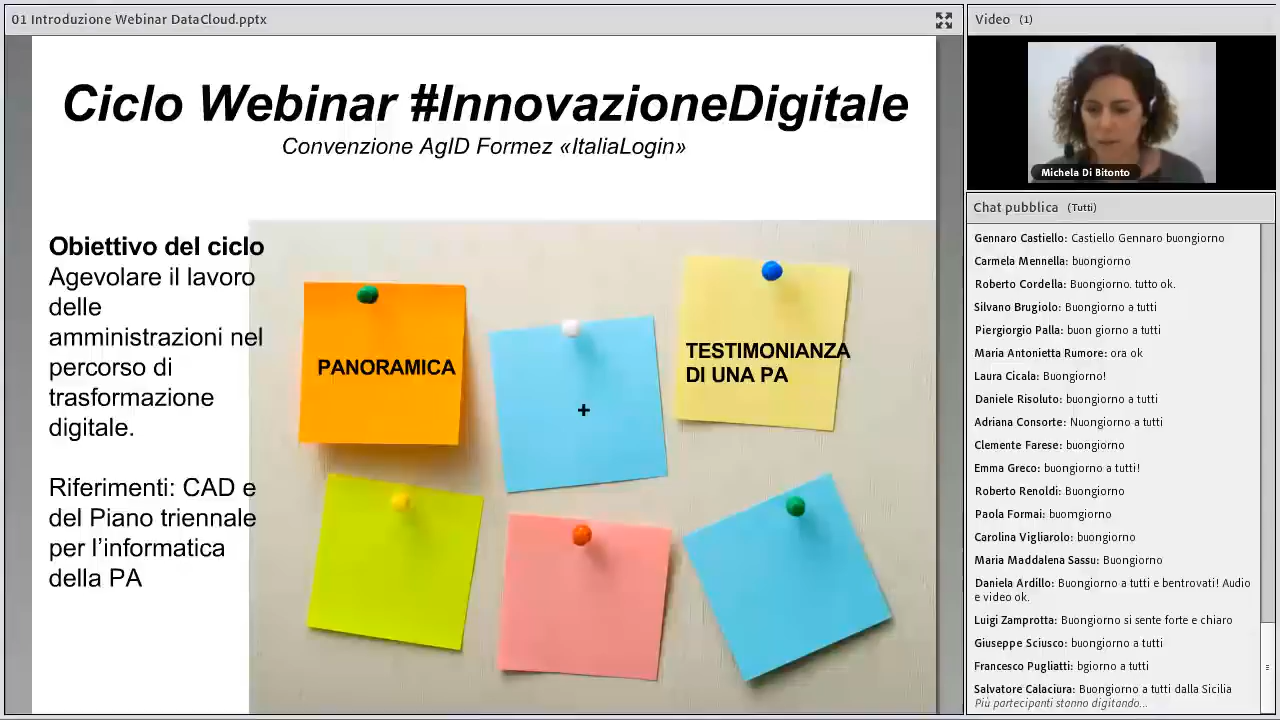 01 Introduzione Webinar DataCloud.pptx
Ciclo Webinar #InnovazioneDigitale
Convenzione AgID Formez «ItaliaLogin»
Obiettivo del ciclo
Agevolare il lavoro
delle
amministrazioni nel
percorso di
trasformazione
digitale.
Riferimenti: CAD e
del Piano triennale
per l'informatica
della PA
PANORAMICA
+
TESTIMONIANZA
DI UNA PA
Video (1)
Michela Di Bitonto
Chat pubblica (Tutti)
Gennaro Castiello: Castiello Gennaro buongiorno
Carmela Mennella: buongiorno
Roberto Cordella: Buongiorno. tutto ok.
Silvano Brugiolo: Buongiorno a tutti
Piergiorgio Palla: buon giorno a tutti
Maria Antonietta Rumore: ora ok
Laura Cicala: Buongiorno!
Daniele Risoluto: buongiorno a tutti
Adriana Consorte: Nuongiorno a tutti
Clemente Farese: buongiorno
Emma Greco: buongiorno a tutti!
Roberto Renoldi: Buongiorno
Paola Formai: buomgiorno
Carolina Vigliarolo: buongiorno
Maria Maddalena Sassu: Buongiorno
Daniela Ardillo: Buongiorno a tutti e bentrovati! Audio
e video ok.
Luigi Zamprotta: Buongiorno si sente forte e chiaro
Giuseppe Sciusco: buongiorno a tutti
Francesco Pugliatti: bgiorno a tutti
Salvatore Calaciura: Buongiorno a tutti dalla Sicilia
Più partecipanti stanno digitando...